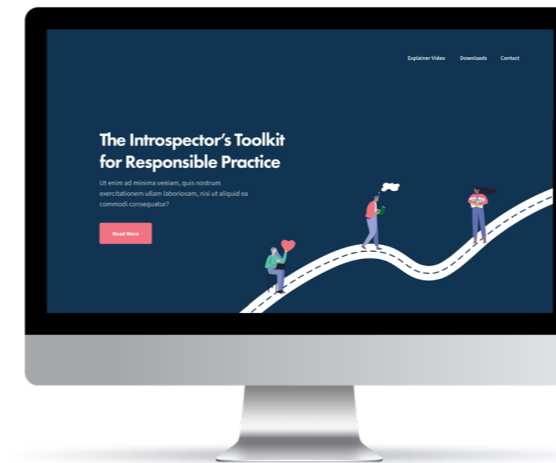 Explainer Video Downloads Contact
The Introspector's Toolkit
for Responsible Practice
Ut enim ad minima veniam, quis nostrum
exercitationem ullam laboriosam, nisi ut aliquid ea
commodi consequatur?
Read More